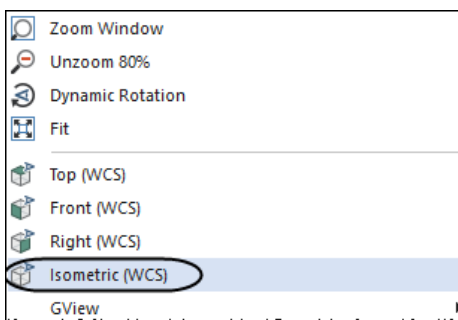 Zoom Window
Unzoom 80%
Dynamic Rotation
Fit
Top (WCS)
Front (WCS)
Right (WCS)
Isometric (WCS)
GView